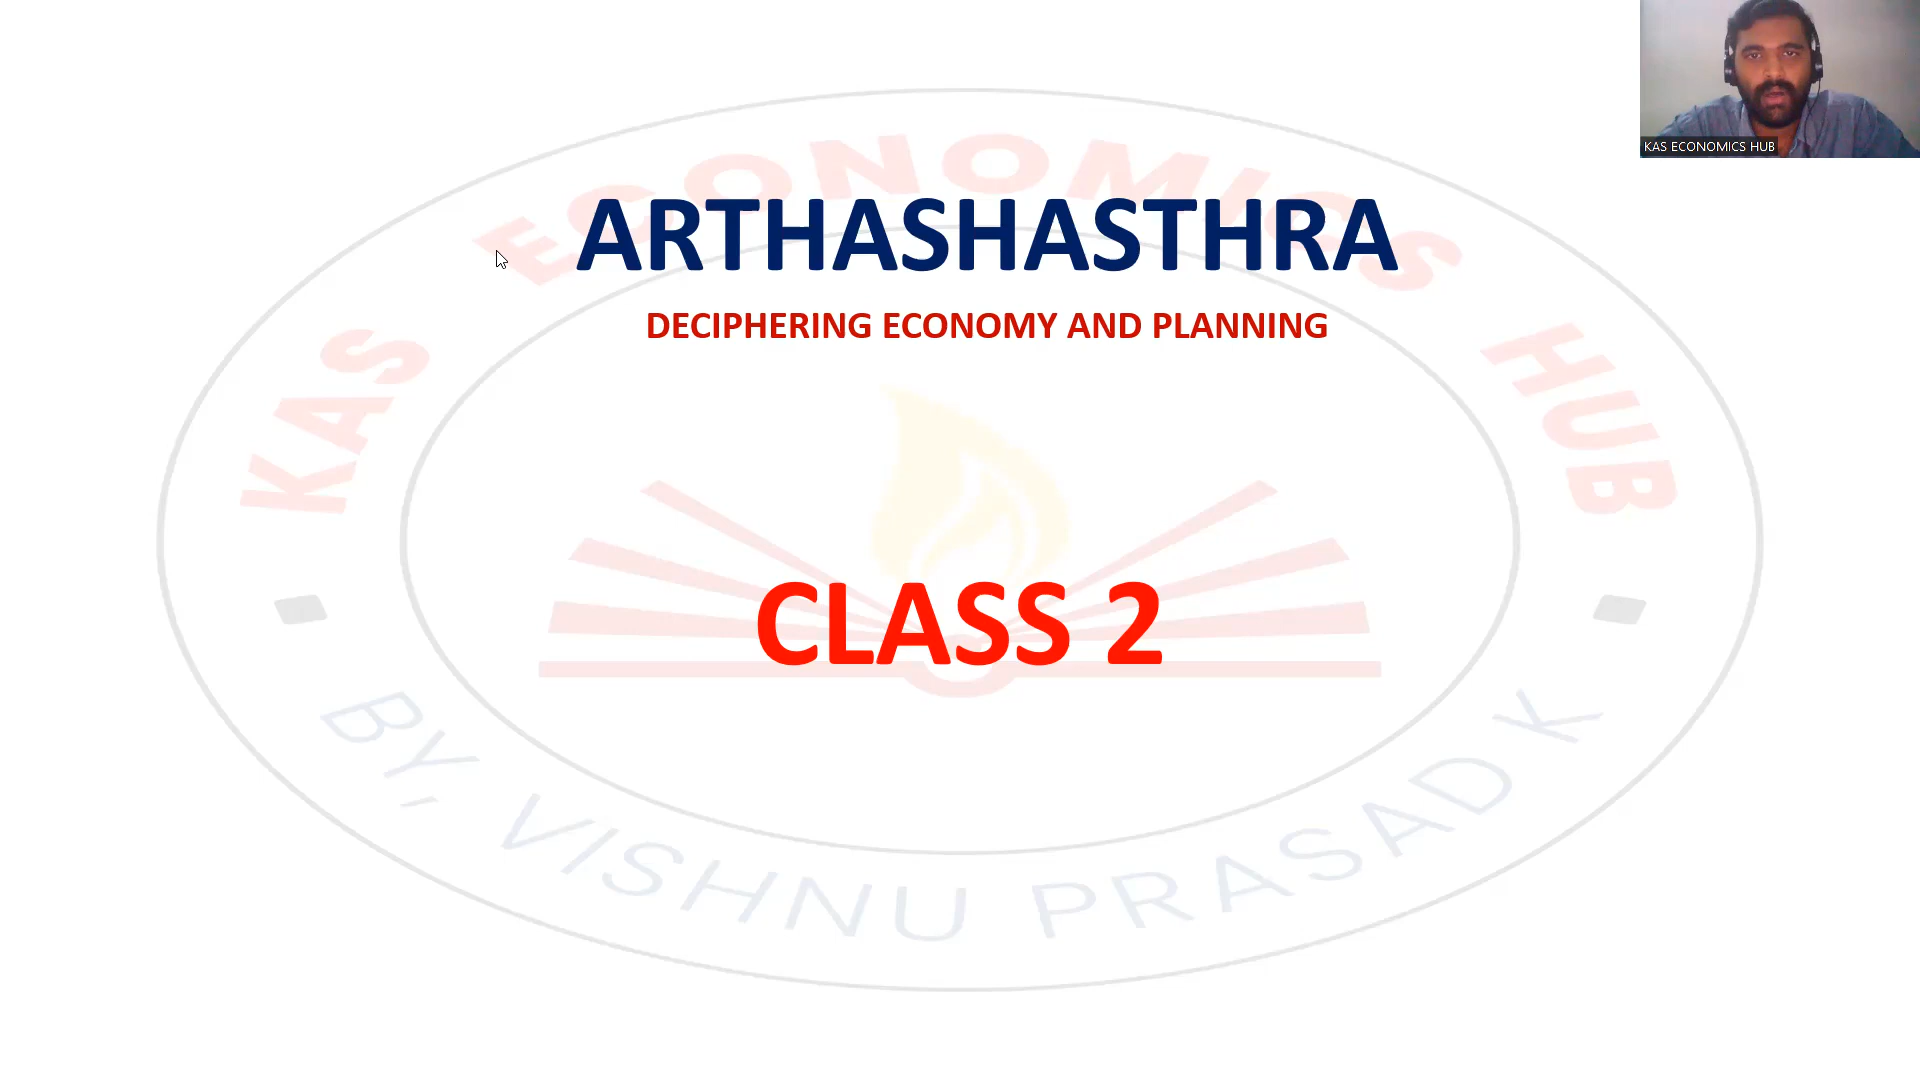 KAS ECONOMICS HUB
ARTHASHASTHRA
DECIPHERING ECONOMY AND PLANNING
CLASS 2
BY, VISHNU PRASAD K
KAS ECONOMICS HUB